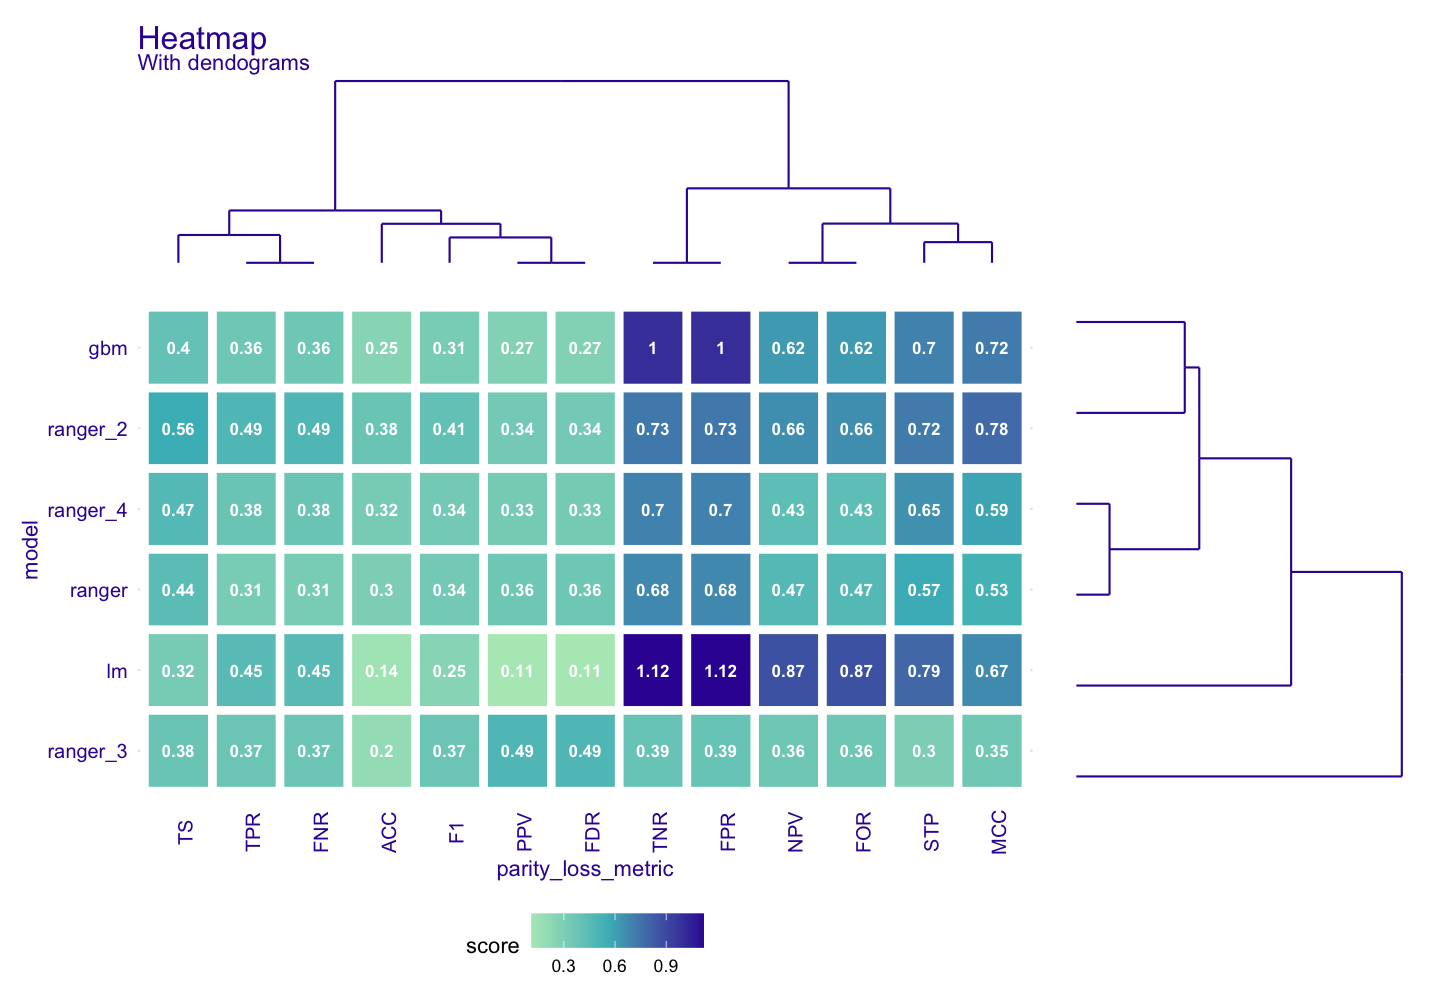 Heatmap
With dendograms
gbm 0.4 0.36 0.36 0.25 0.31 0.27 0.27 1 1 0.62 0.62 0.7 0.72
ranger_2 0.56 0.49 0.49 0.38 0.41 0.34 0.34 0.73 0.73 0.66 0.66 0.72 0.78
ranger_4 0.47 0.38 0.38 0.32 0.34 0.33 0.33 0.7 0.7 0.43 0.43 0.65 0.59
ranger 0.44 0.31 0.31 0.3 0.34 0.36 0.36 0.68 0.68 0.47 0.47 0.57 0.53
lm 0.32 0.45 0.45 0.14 0.25 0.11 0.11 1.12 1.12 0.87 0.87 0.79 0.67
ranger_3 0.38 0.37 0.37 0.2 0.37 0.49 0.49 0.39 0.39 0.36 0.36 0.3 0.35
model
TS TPR FNR ACC F1 PPV FDR TNR FPR NPV FOR STP MCC
parity_loss_metric
score
0.3 0.6 0.9